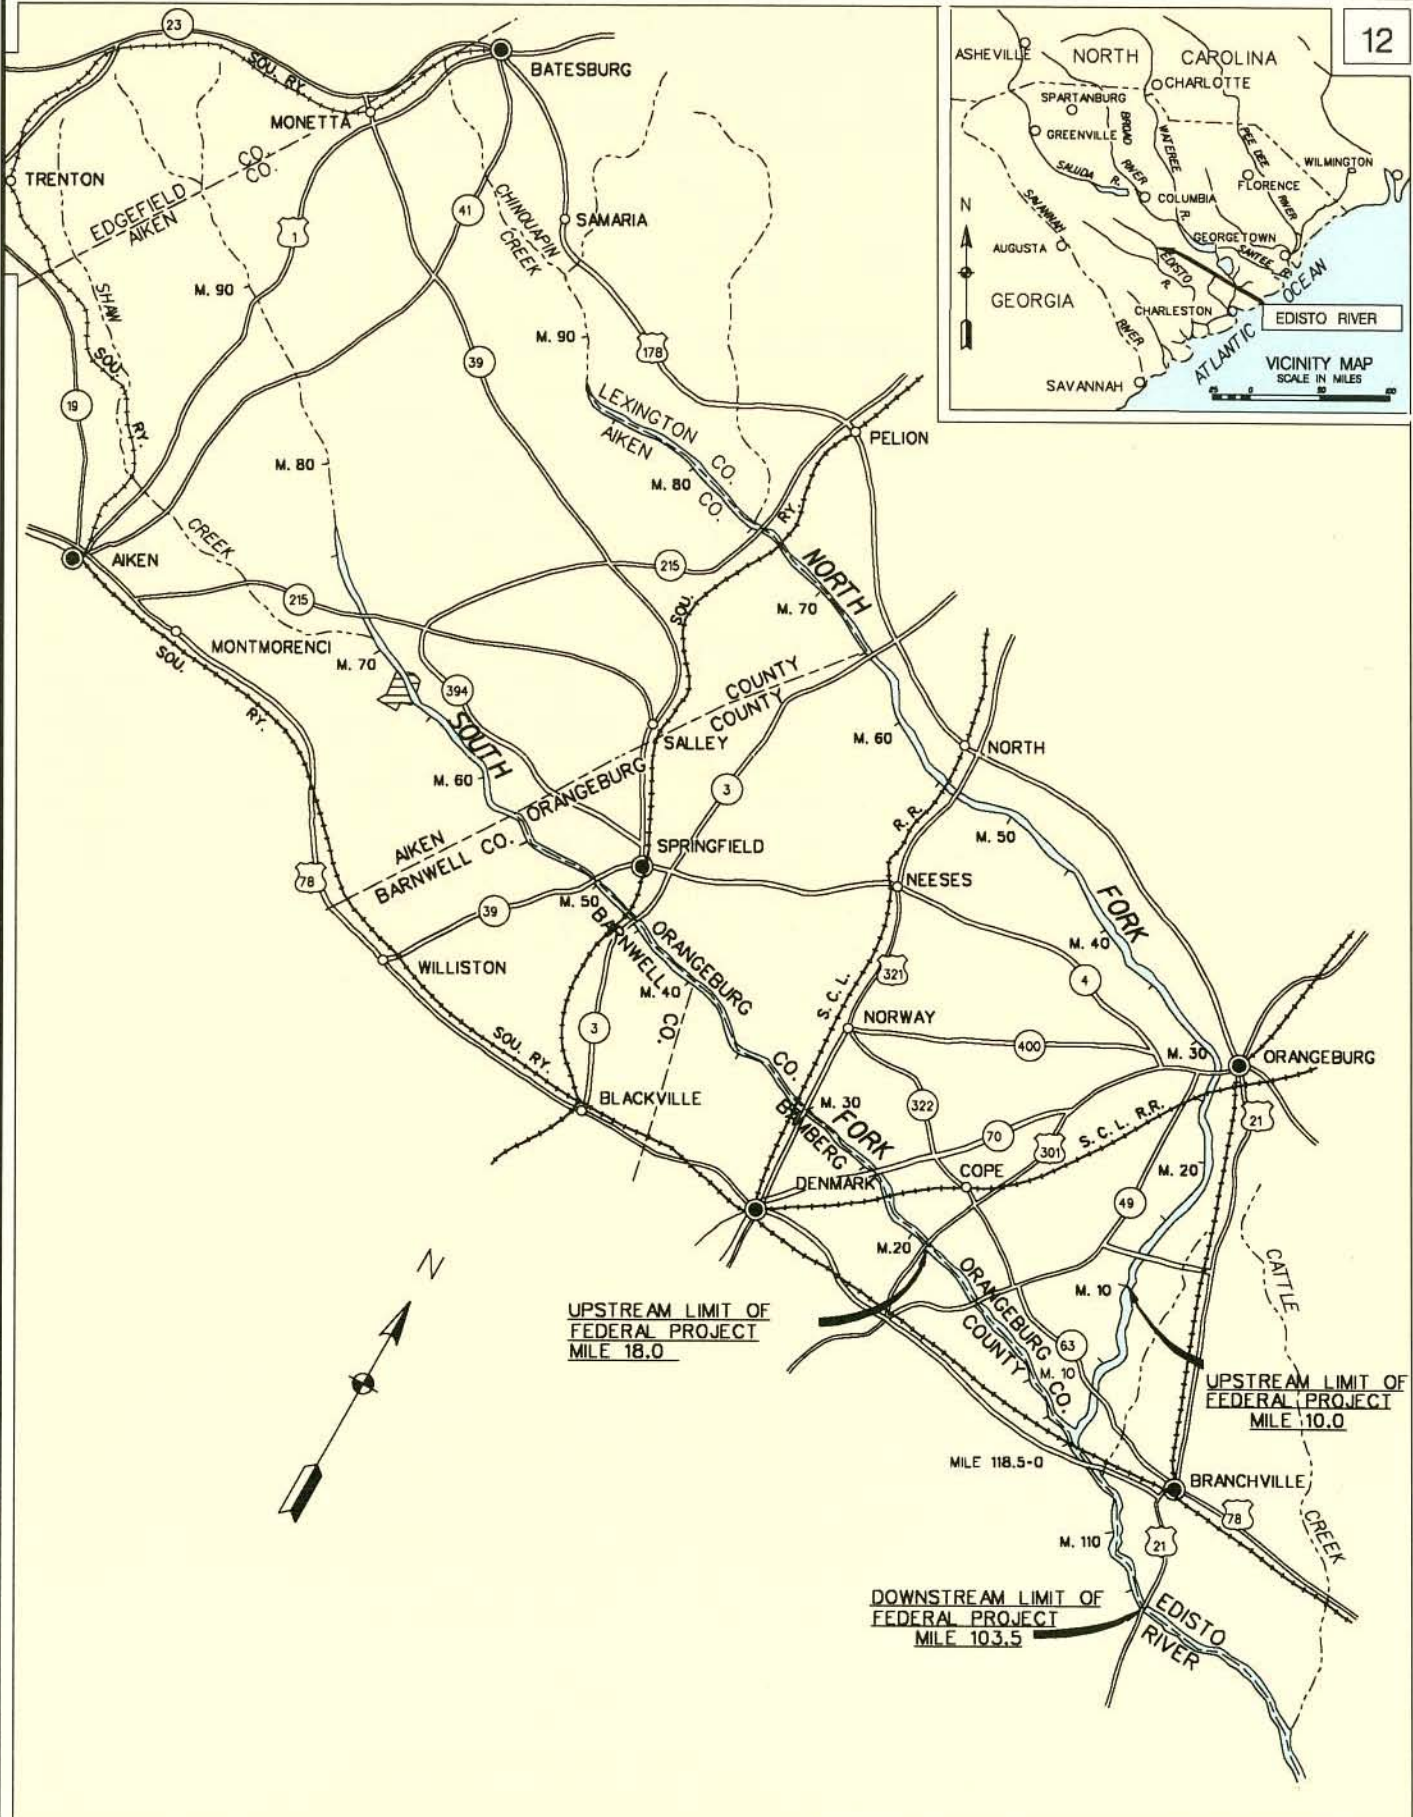 12
23
SOU. RY.
BATESBURG
MONETTA
TRENTON
CO.
CO.
EDGEFIELD
AIKEN
1
41
CHINQUAPIN
CREEK
SAMARIA
SHAW
M. 90
M. 90
178
SOU.
RY.
39
19
LEXINGTON CO.
AIKEN CO.
PELION
M. 80
M. 80
RY.
CREEK
AIKEN
215
NORTH
215
M. 70
SOU.
MONTMORENCI
M. 70
SOU.
RY.
394
COUNTY
COUNTY
SOUTH
SALLEY
M. 60
NORTH
M. 60
ORANGEBURG
3
R. R.
M. 50
AIKEN
BARNWELL CO.
SPRINGFIELD
78
NEESES
FORK
M. 50
39
M. 40
BARNWELL
CO.
ORANGEBURG
CO.
WILLISTON
M. 40
321
4
S. C. L.
NORWAY
3
400
M. 30
ORANGEBURG
SOU. RY.
BLACKVILLE
M. 30
FORK
BAMBERG
322
70
301
S. C. L. R.R.
21
M. 20
DENMARK
COPE
49
M.20
ORANGEBURG CO.
COUNTY
M. 10
CATTLE
N
UPSTREAM LIMIT OF
FEDERAL PROJECT
MILE 18.0
63
M. 10
UPSTREAM LIMIT OF
FEDERAL PROJECT
MILE 10.0
MILE 118.5-0
BRANCHVILLE
78
CREEK
M. 110
21
DOWNSTREAM LIMIT OF
FEDERAL PROJECT
MILE 103.5
EDISTO
RIVER
ASHEVILLE
NORTH CAROLINA
CHARLOTTE
SPARTANBURG
GREENVILLE
BROAD
RIVER
WATEREE
R.
PEE DEE
RIVER
WILMINGTON
SALUDA R.
FLORENCE
COLUMBIA
SAVANNAH
RIVER
N
AUGUSTA
GEORGETOWN
SANTEE
R.
EDISTO
R.
GEORGIA
CHARLESTON
ATLANTIC
OCEAN
EDISTO RIVER
SAVANNAH
VICINITY MAP
SCALE IN MILES
25 0 50 100